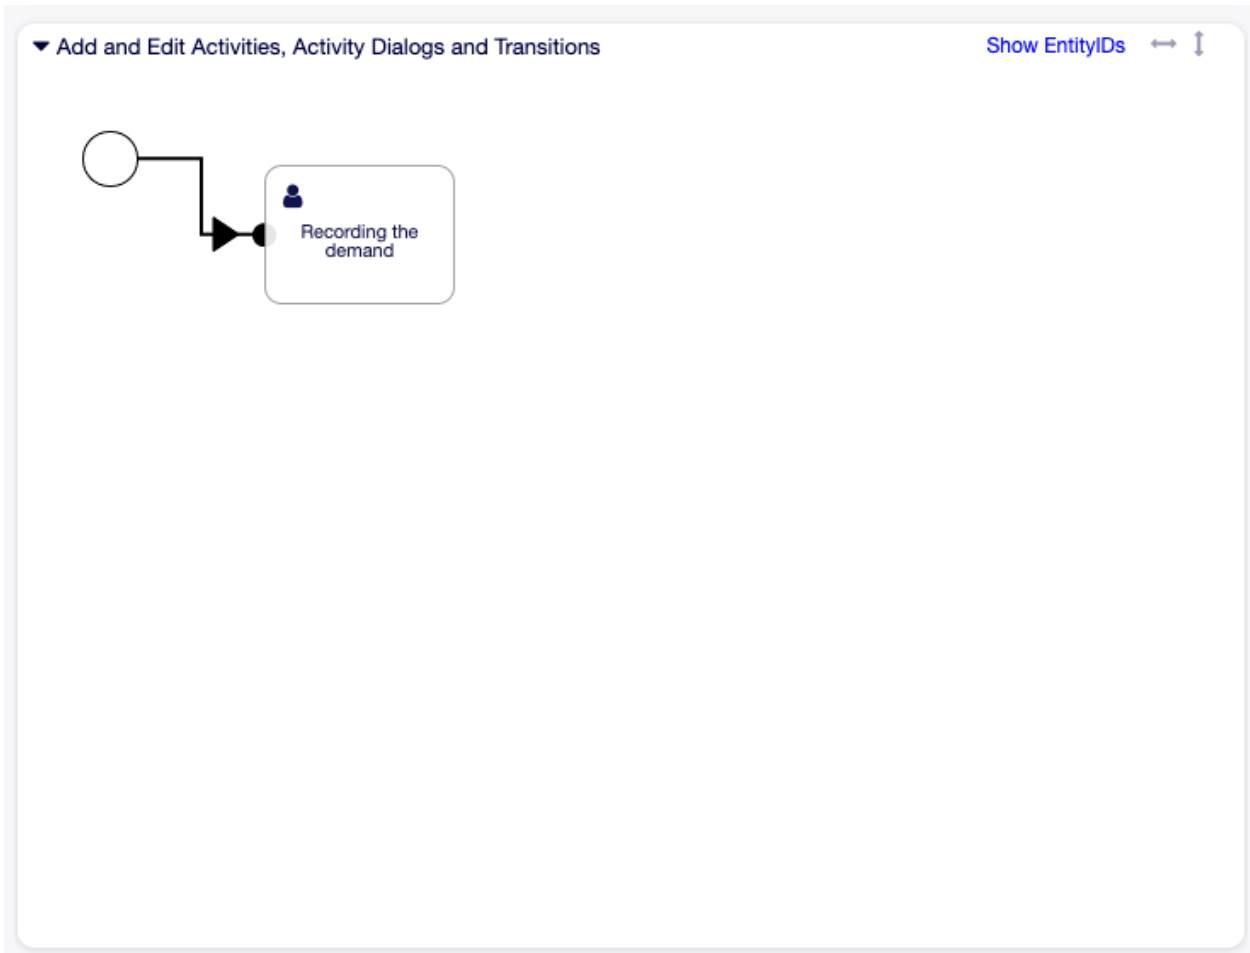 Add and Edit Activities, Activity Dialogs and Transitions
Show EntityIDs
Recording the
demand